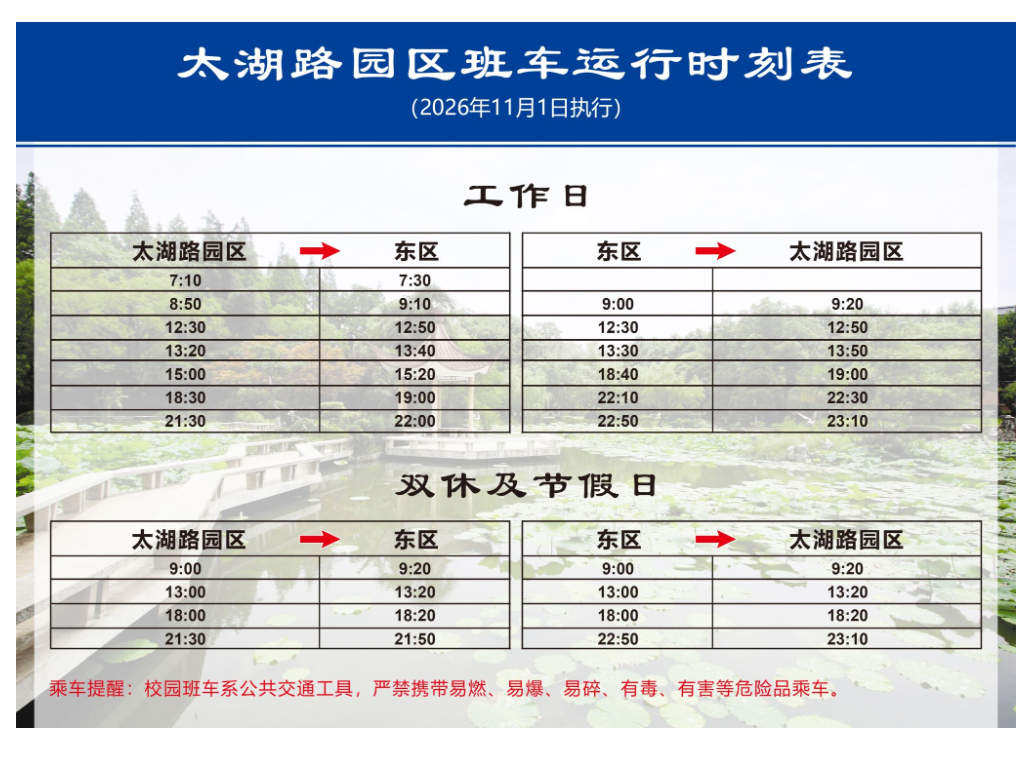 太湖路园区班车运行时刻表
(2026年11月1日执行)
工作日
太湖路园区 东区 东区 太湖路园区
7:10 7:30
8:50 9:10 9:00 9:20
12:30 12:50 12:30 12:50
13:20 13:40 13:30 13:50
15:00 15:20 18:40 19:00
18:30 19:00 22:10 22:30
21:30 22:00 22:50 23:10
双休及节假日
太湖路园区 东区 东区 太湖路园区
9:00 9:20 9:00 9:20
13:00 13:20 13:00 13:20
18:00 18:20 18:00 18:20
21:30 21:50 22:50 23:10
乘车提醒：校园班车系公共交通工具，严禁携带易燃、易爆、易碎、有毒、有害等危险品乘车。